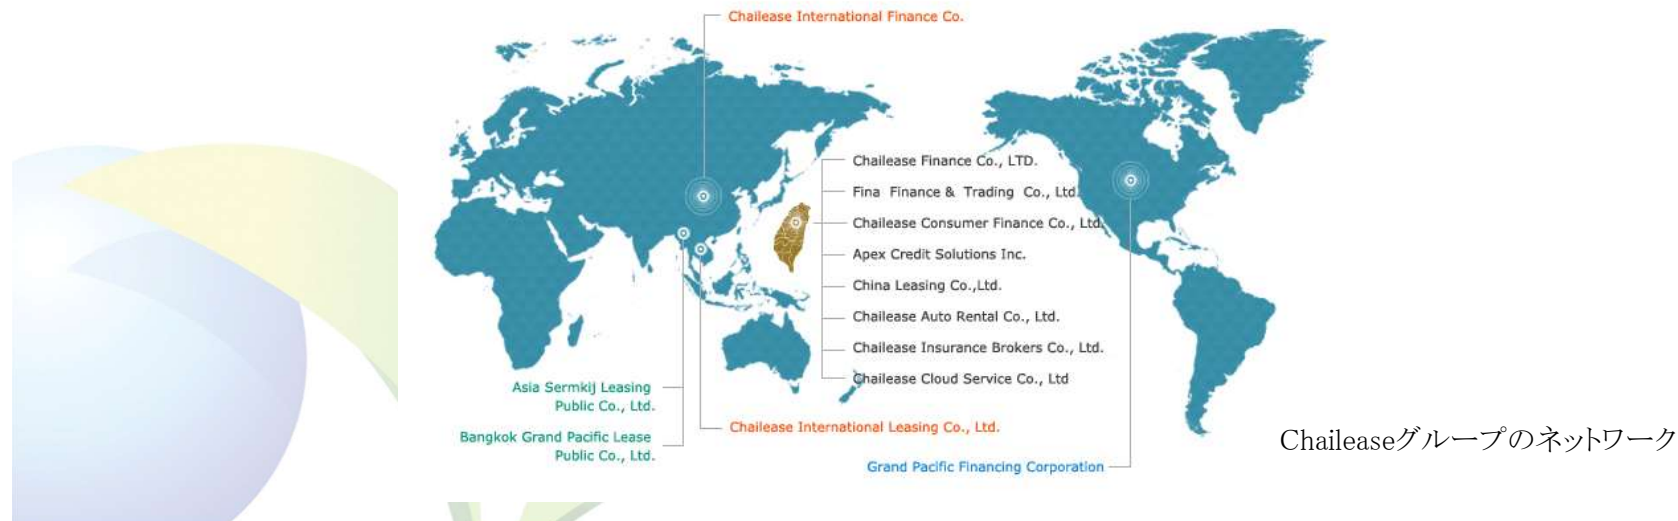 Chailease International Finance Co.
Chailease Finance Co., LTD.
Fina Finance & Trading Co., Ltd.
Chailease Consumer Finance Co., Ltd.
Apex Credit Solutions Inc.
China Leasing Co.,Ltd.
Chailease Auto Rental Co., Ltd.
Chailease Insurance Brokers Co., Ltd.
Chailease Cloud Service Co., Ltd
Asia Sermkij Leasing
Public Co., Ltd.
Bangkok Grand Pacific Lease
Public Co., Ltd.
Chailease International Leasing Co., Ltd.
Grand Pacific Financing Corporation
Chaileaseグループのネットワーク